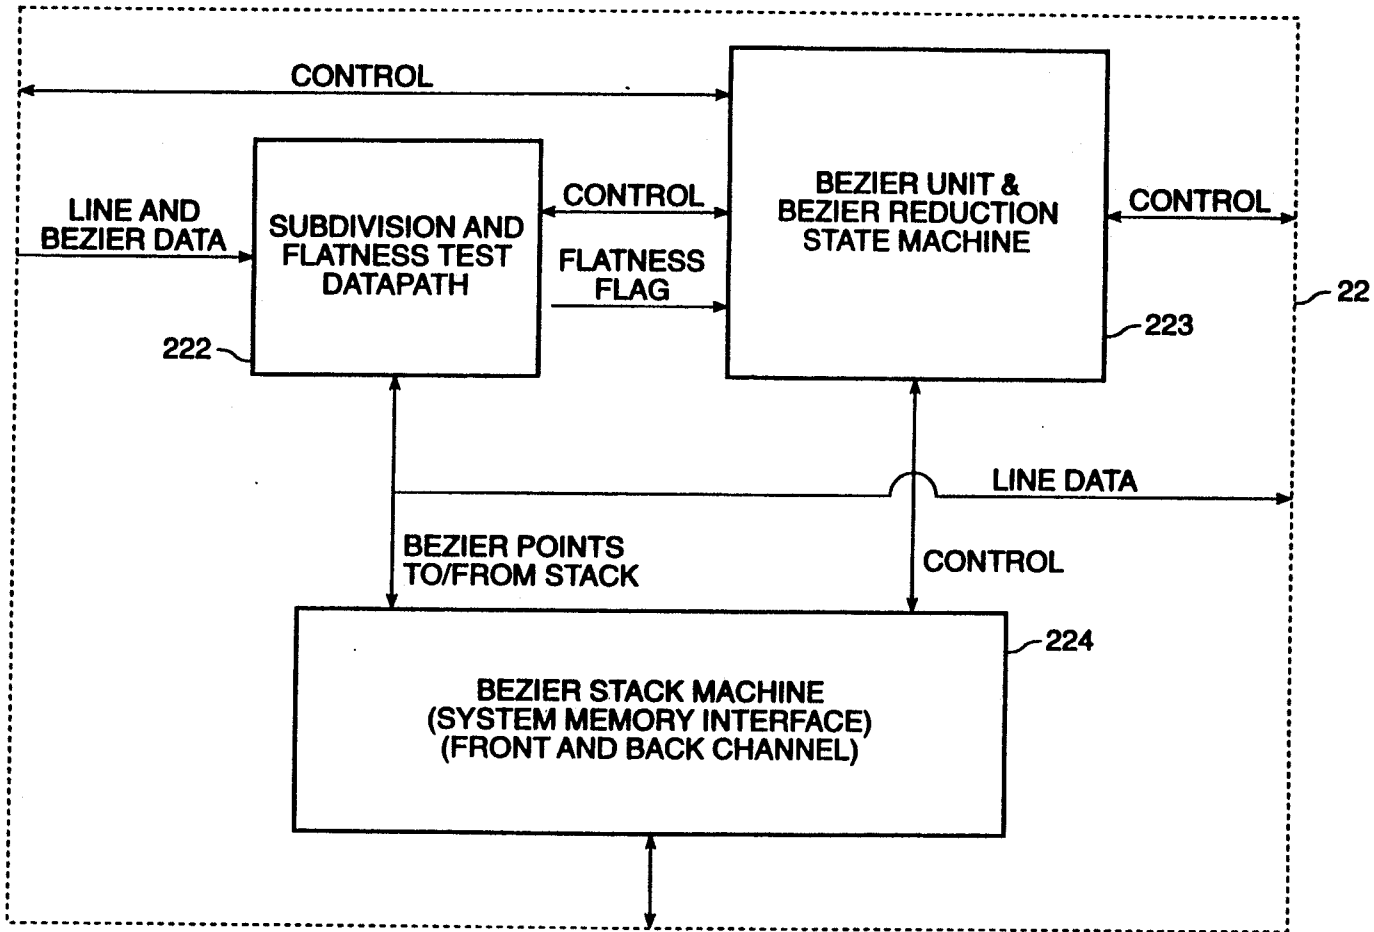 CONTROL
LINE AND
BEZIER DATA
SUBDIVISION AND
FLATNESS TEST
DATAPATH
222
CONTROL
FLATNESS
FLAG
BEZIER UNIT &
BEZIER REDUCTION
STATE MACHINE
CONTROL
22
223
LINE DATA
BEZIER POINTS
TO/FROM STACK
CONTROL
224
BEZIER STACK MACHINE
(SYSTEM MEMORY INTERFACE)
(FRONT AND BACK CHANNEL)